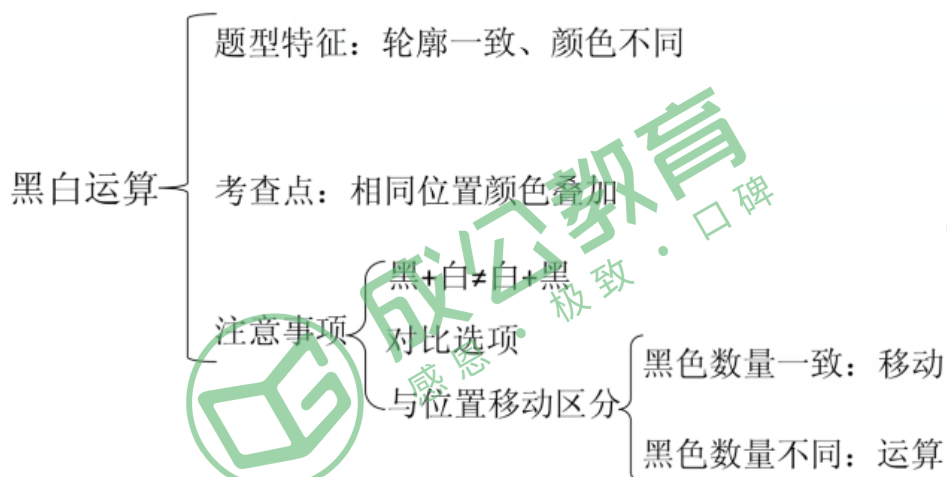 题型特征：轮廓一致、颜色不同
黑白运算
考查点：相同位置颜色叠加
注意事项
黑+白≠白+黑
对比选项
与位置移动区分
黑色数量一致：移动
黑色数量不同：运算
成公教育
感恩·极致·口碑